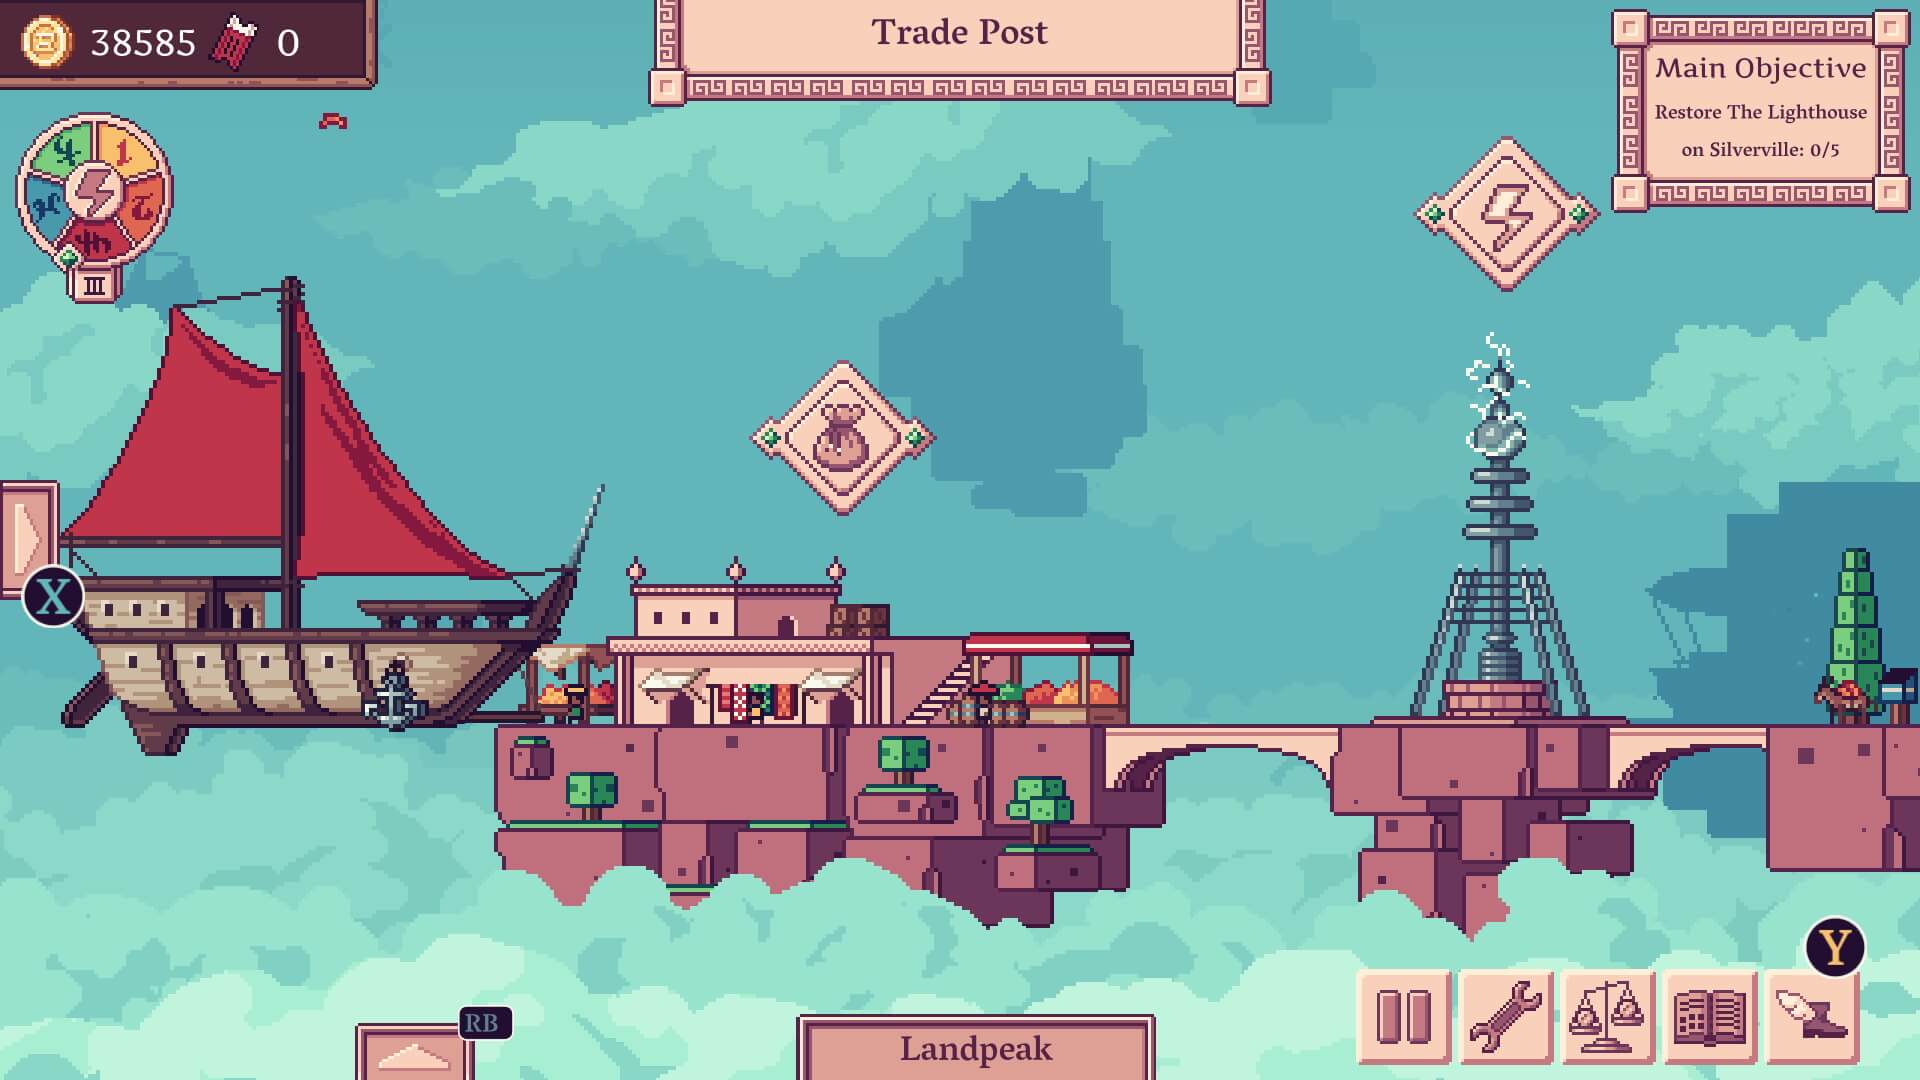 38585 0
Trade Post
Main Objective
Restore The Lighthouse
on Silverville: 0/5
III
X
Y
RB
Landpeak